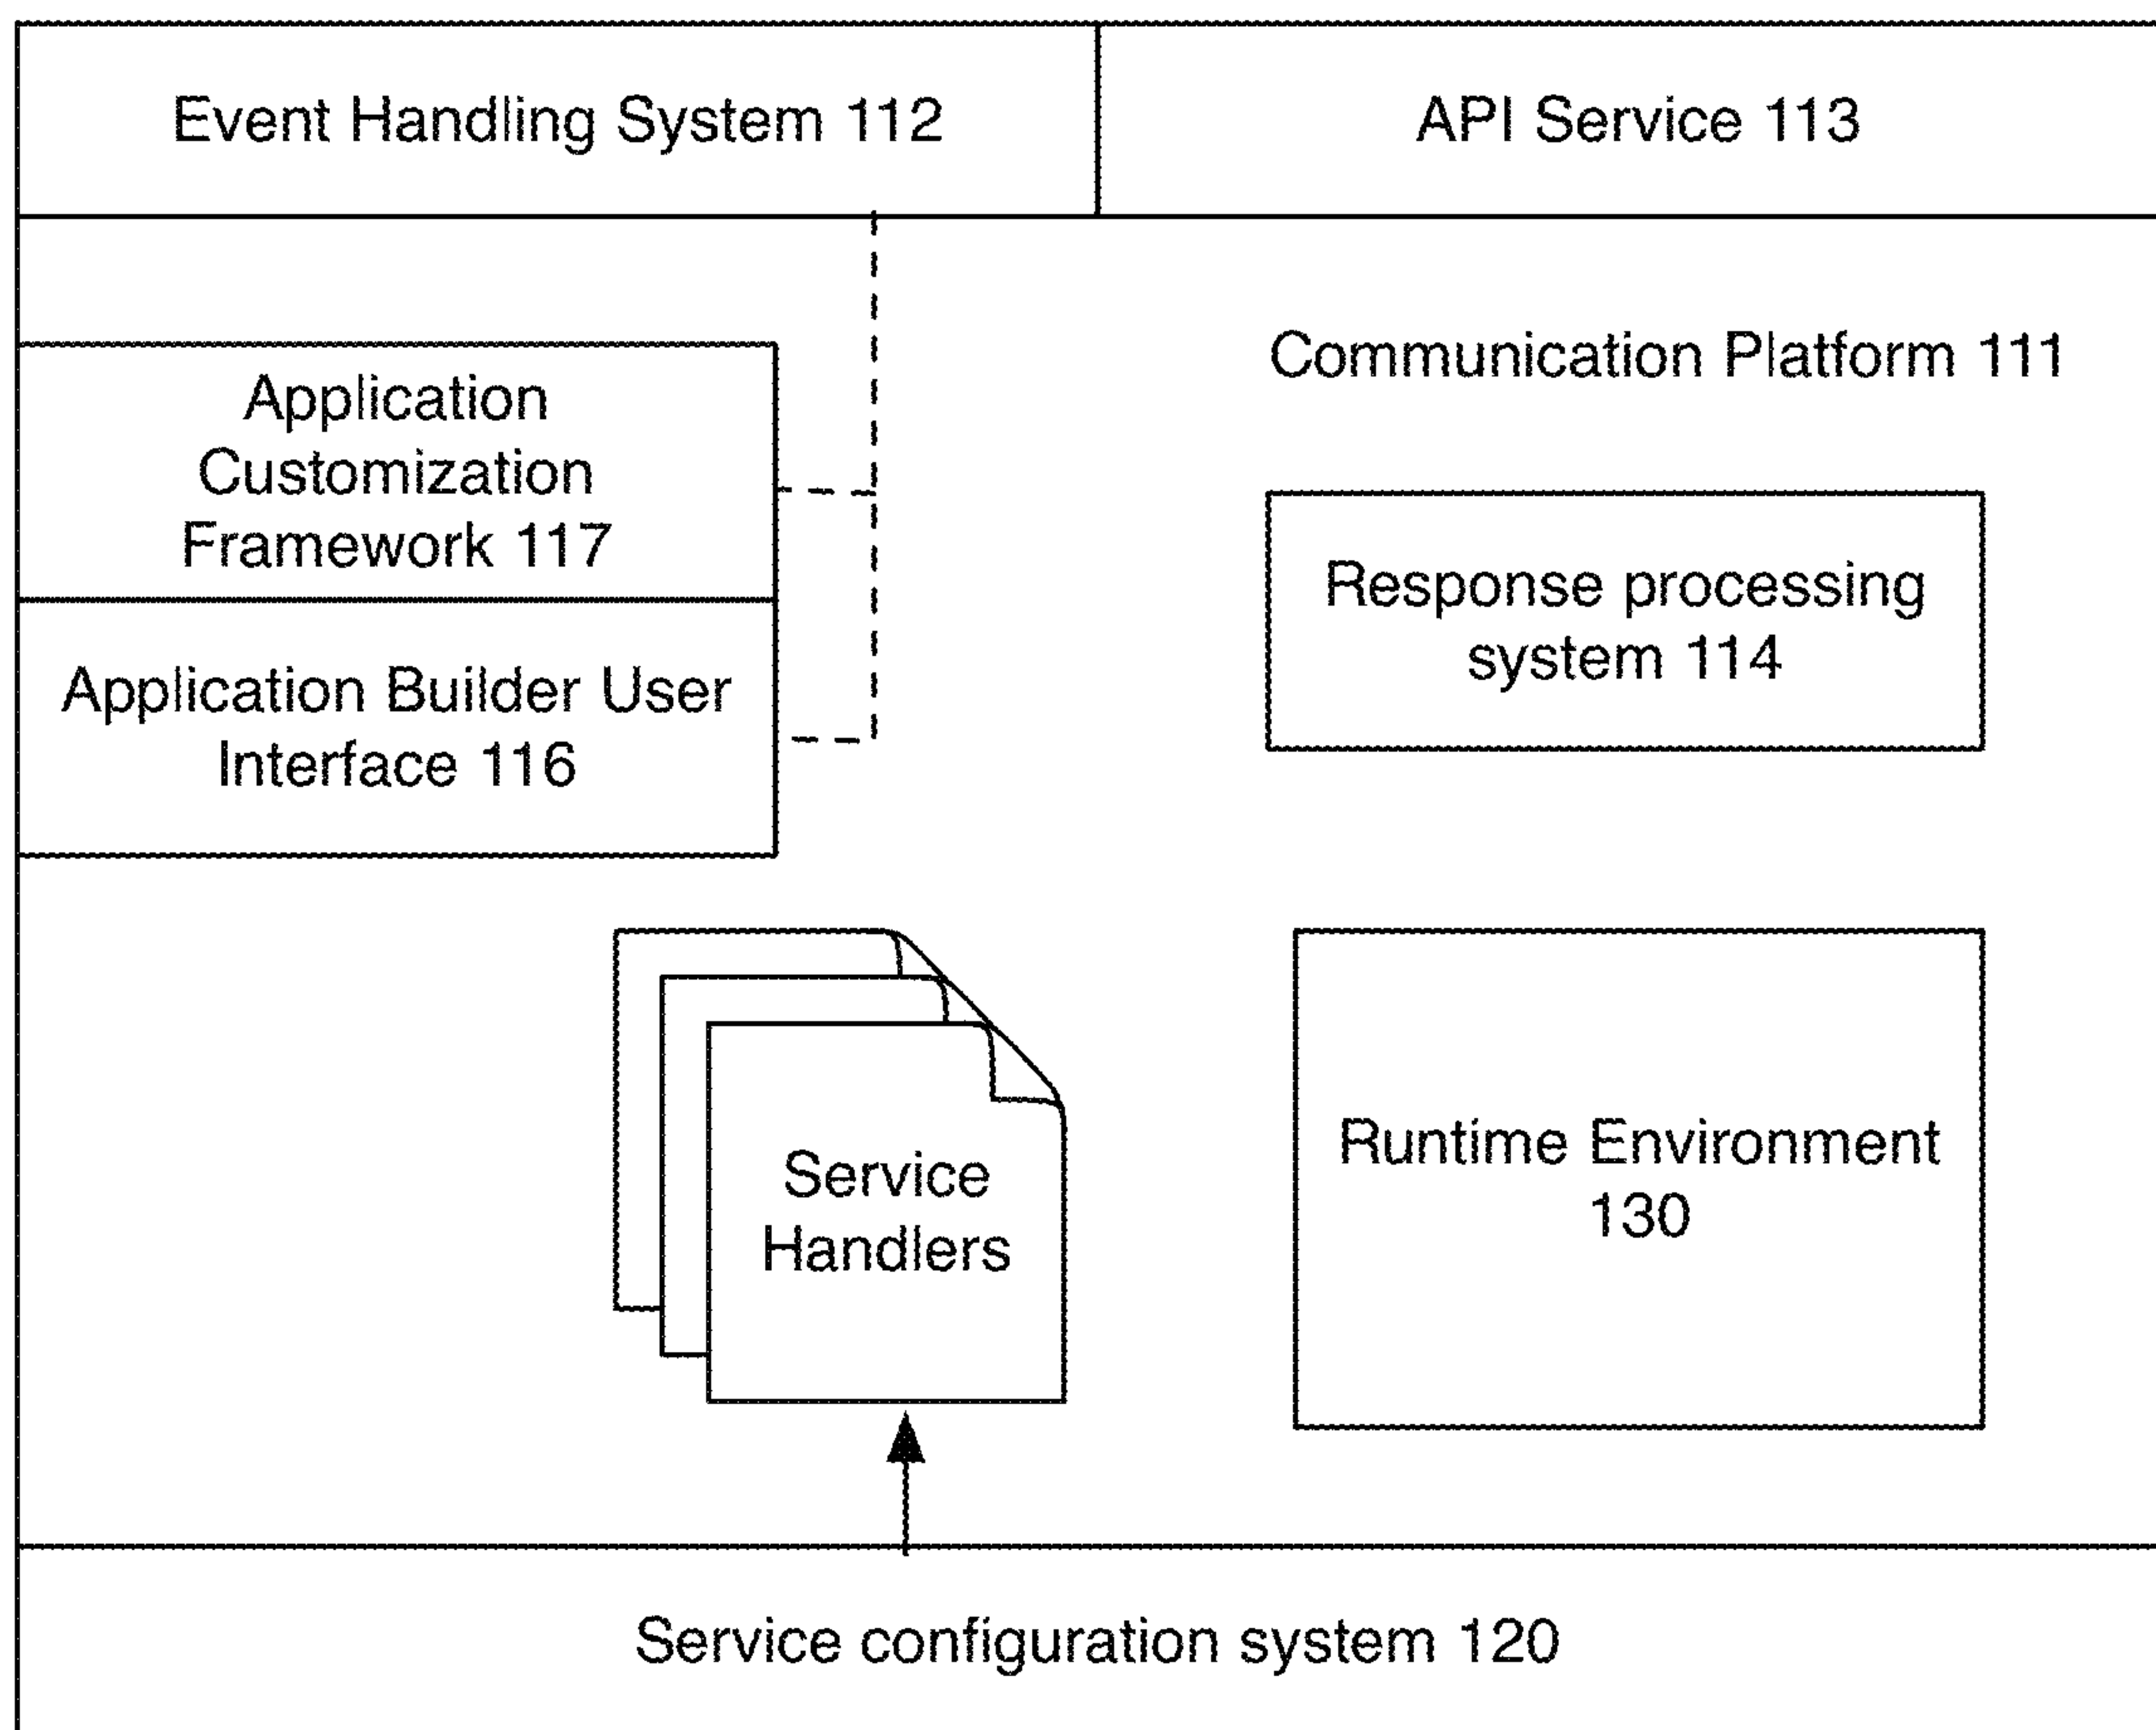 Event Handling System 112
API Service 113
Communication Platform 111
Application
Customization
Framework 117
Application Builder User
Interface 116
Response processing
system 114
Service
Handlers
Runtime Environment
130
Service configuration system 120